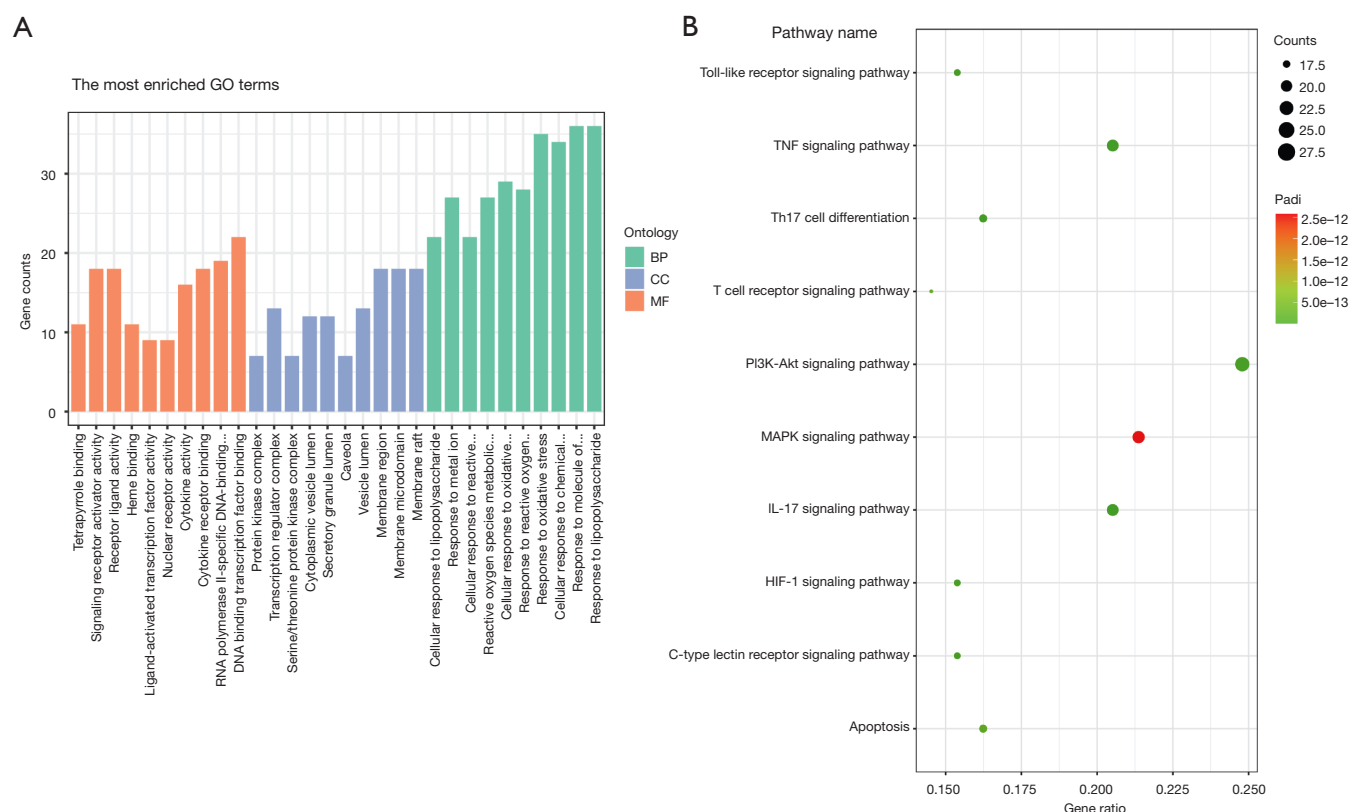 A
The most enriched GO terms
Gene counts
30
20
10
0
Tetrapyrrole binding
Signaling receptor activator activity
Receptor ligand activity
Heme binding
Ligand-activated transcription factor activity
Nuclear receptor activity
Cytokine activity
Cytokine receptor binding
RNA polymerase II-specific DNA-binding...
DNA binding transcription factor binding
Protein kinase complex
Transcription regulator complex
Serine/threonine protein kinase complex
Cytoplasmic vesicle lumen
Secretory granule lumen
Caveola
Vesicle lumen
Membrane region
Membrane microdomain
Membrane raft
Cellular response to lipopolysaccharide
Response to metal ion
Cellular response to reactive...
Reactive oxygen species metabolic...
Cellular response to oxidative...
Response to reactive oxygen..
Response to oxidative stress
Cellular response to chemical...
Response to molecule of...
Response to lipopolysaccharide
Ontology
BP
CC
MF
B
Pathway name
Toll-like receptor signaling pathway
TNF signaling pathway
Th17 cell differentiation
T cell receptor signaling pathway
PI3K-Akt signaling pathway
MAPK signaling pathway
IL-17 signaling pathway
HIF-1 signaling pathway
C-type lectin receptor signaling pathway
Apoptosis
0.150
0.175
0.200
0.225
0.250
Gene ratio
Counts
17.5
20.0
22.5
25.0
27.5
Padi
2.5e–12
2.0e–12
1.5e–12
1.0e–12
5.0e–13